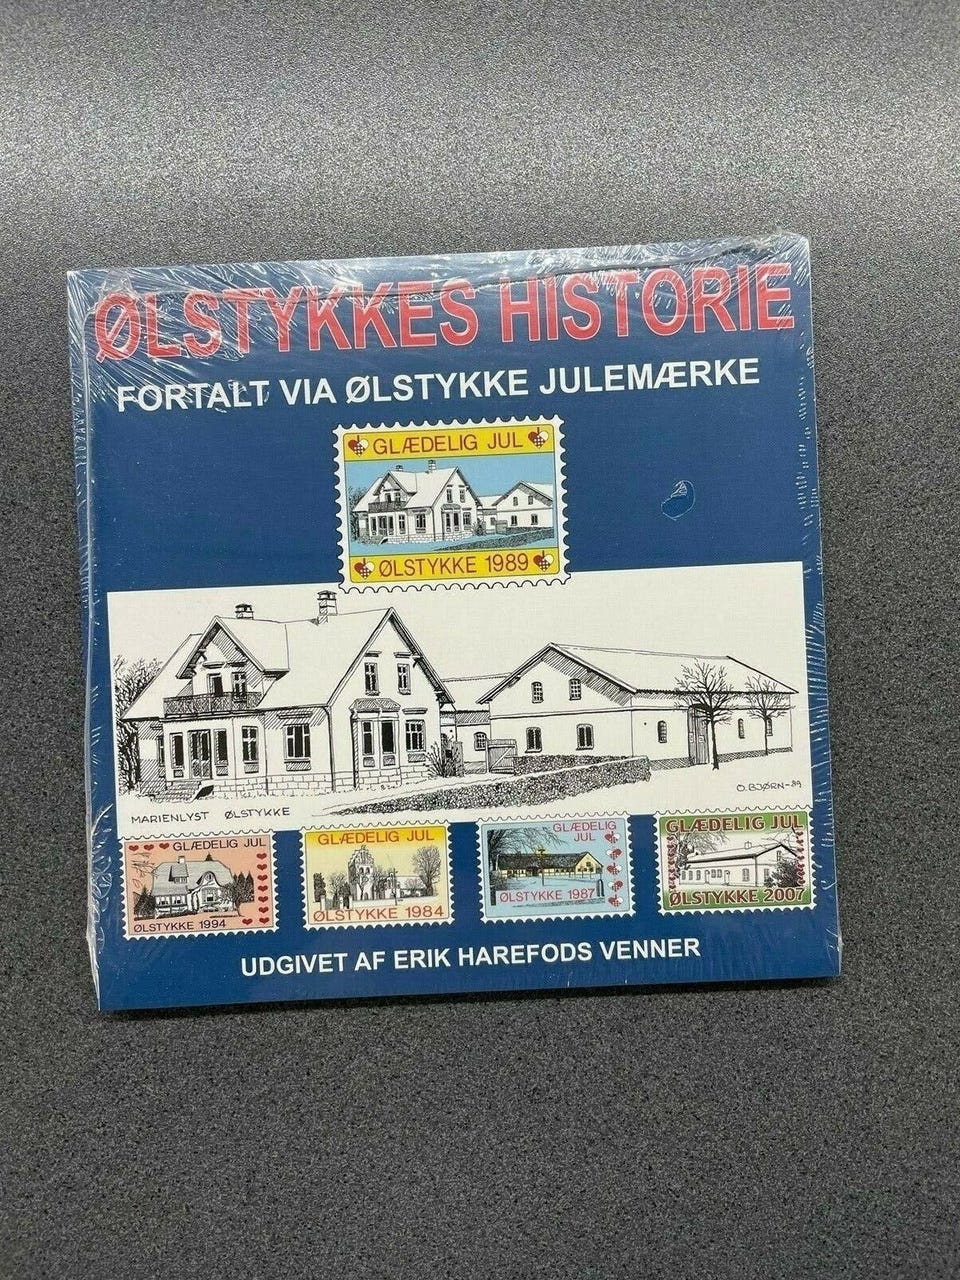 ØLSTYKKES HISTORIE
FORTALT VIA ØLSTYKKE JULEMÆRKE
GLÆDELIG JUL
ØLSTYKKE 1989
MARIENLYST ØLSTYKKE
O. BJØRN-89
GLÆDELIG JUL
ØLSTYKKE 1994
GLÆDELIG JUL
ØLSTYKKE 1984
GLÆDELIG
JUL
ØLSTYKKE 1987
GLÆDELIG JUL
ØLSTYKKE 2007
UDGIVET AF ERIK HAREFODS VENNER